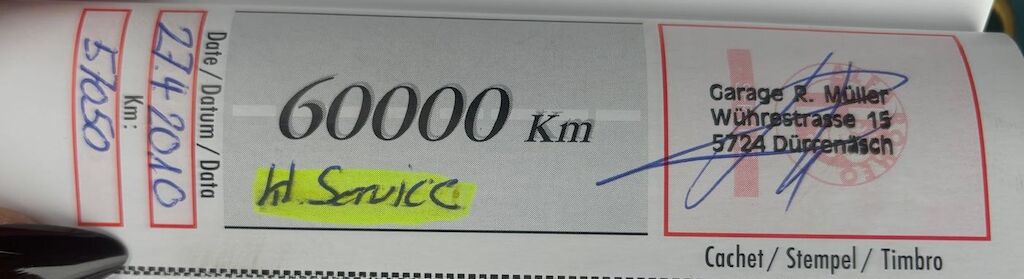 Date / Datum / Data
27.4.2010
Km:
57050
60000 Km
kl. Service
Garage R. Müller
Wührestrasse 15
5724 Dürrenäsch
Cachet / Stempel / Timbro